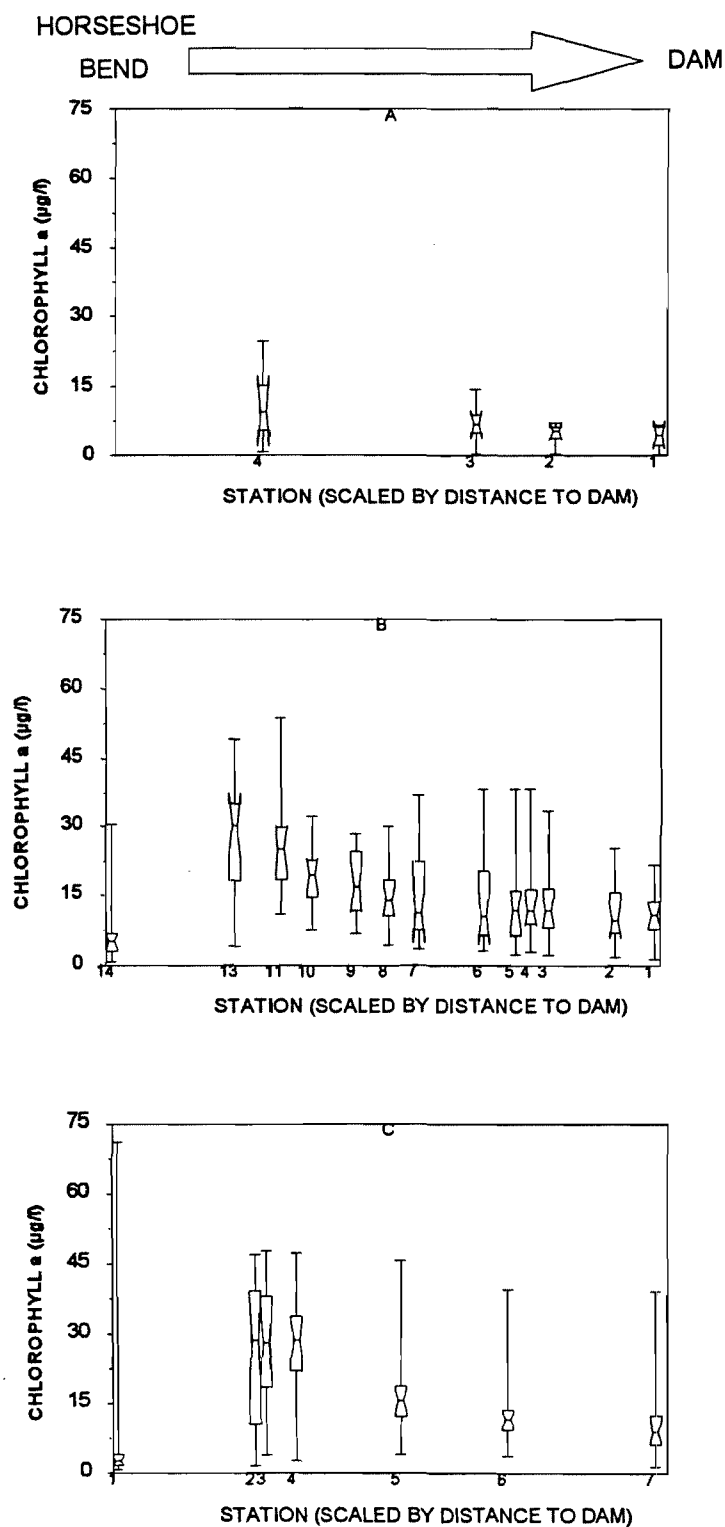 HORSESHOE
BEND
DAM
A
CHLOROPHYLL a (µg/l)
75
60
45
30
15
0
4 3 2 1
STATION (SCALED BY DISTANCE TO DAM)
B
CHLOROPHYLL a (µg/l)
75
60
45
30
15
0
14 13 11 10 9 8 7 6 5 4 3 2 1
STATION (SCALED BY DISTANCE TO DAM)
C
CHLOROPHYLL a (µg/l)
75
60
45
30
15
0
1 2 3 4 5 6 7
STATION (SCALED BY DISTANCE TO DAM)